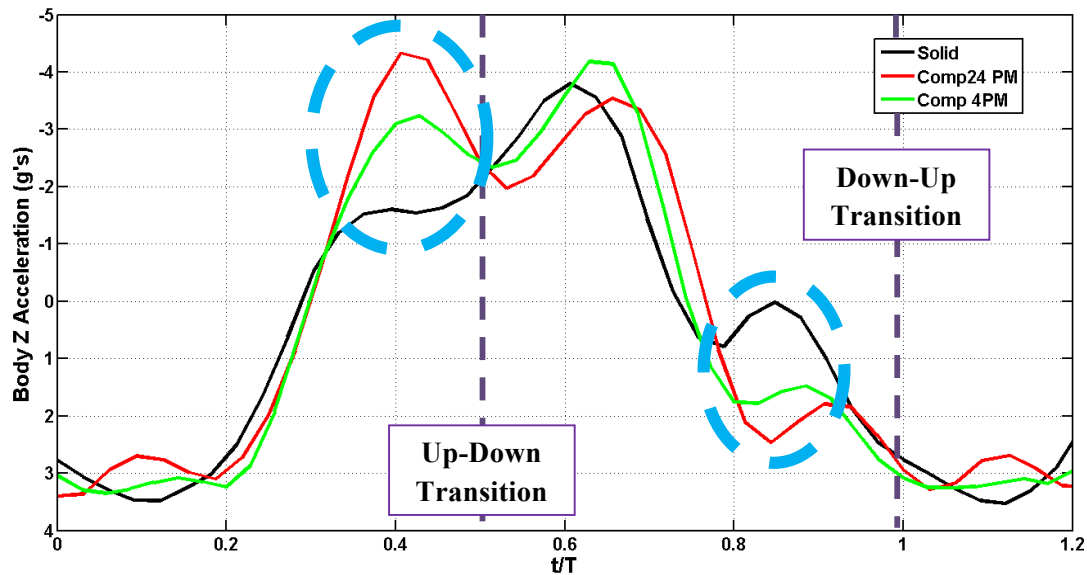 -5
-4
-3
-2
-1
0
1
2
3
4
Body Z Acceleration (g's)
0
0.2
0.4
0.6
0.8
1
1.2
t/T
Solid
Comp24 PM
Comp 4PM
Down-Up
Transition
Up-Down
Transition